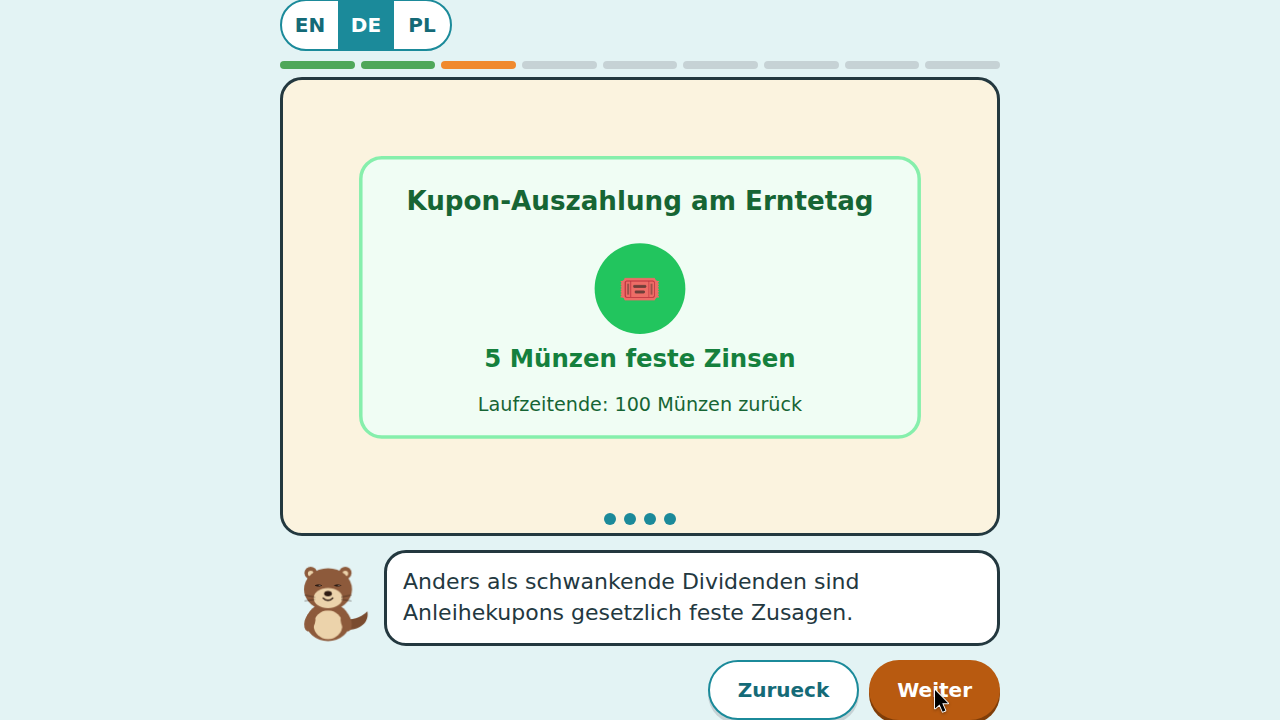 EN DE PL
Kupon-Auszahlung am Erntetag
5 Münzen feste Zinsen
Laufzeitende: 100 Münzen zurück
Anders als schwankende Dividenden sind
Anleihekupons gesetzlich feste Zusagen.
Zurueck Weiter